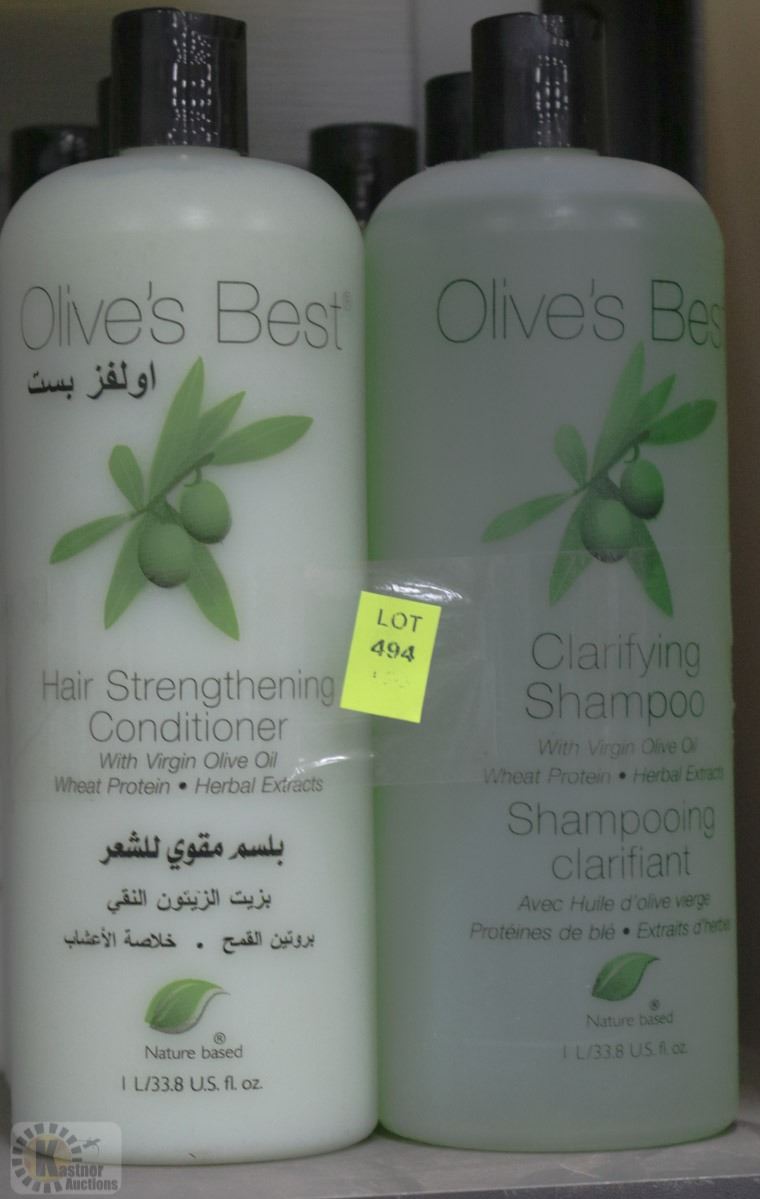 Olive's Best®
اولفز بست
Hair Strengthening
Conditioner
With Virgin Olive Oil
Wheat Protein • Herbal Extracts
بلسم مقوي للشعر
بزيت الزيتون النقي
بروتين القمح . خلاصة الأعشاب
®
Nature based
1 L/33.8 U.S. fl. oz.
LOT
494
Olive's Bes
Clarifying
Shampoo
With Virgin Olive Oil
Wheat Protein • Herbal Extracts
Shampooing
clarifiant
Avec Huile d'olive vierge
Protéines de blé • Extraits d'herbe
®
Nature based
1 L/33.8 U.S. fl. oz.
Kastner
Auctions